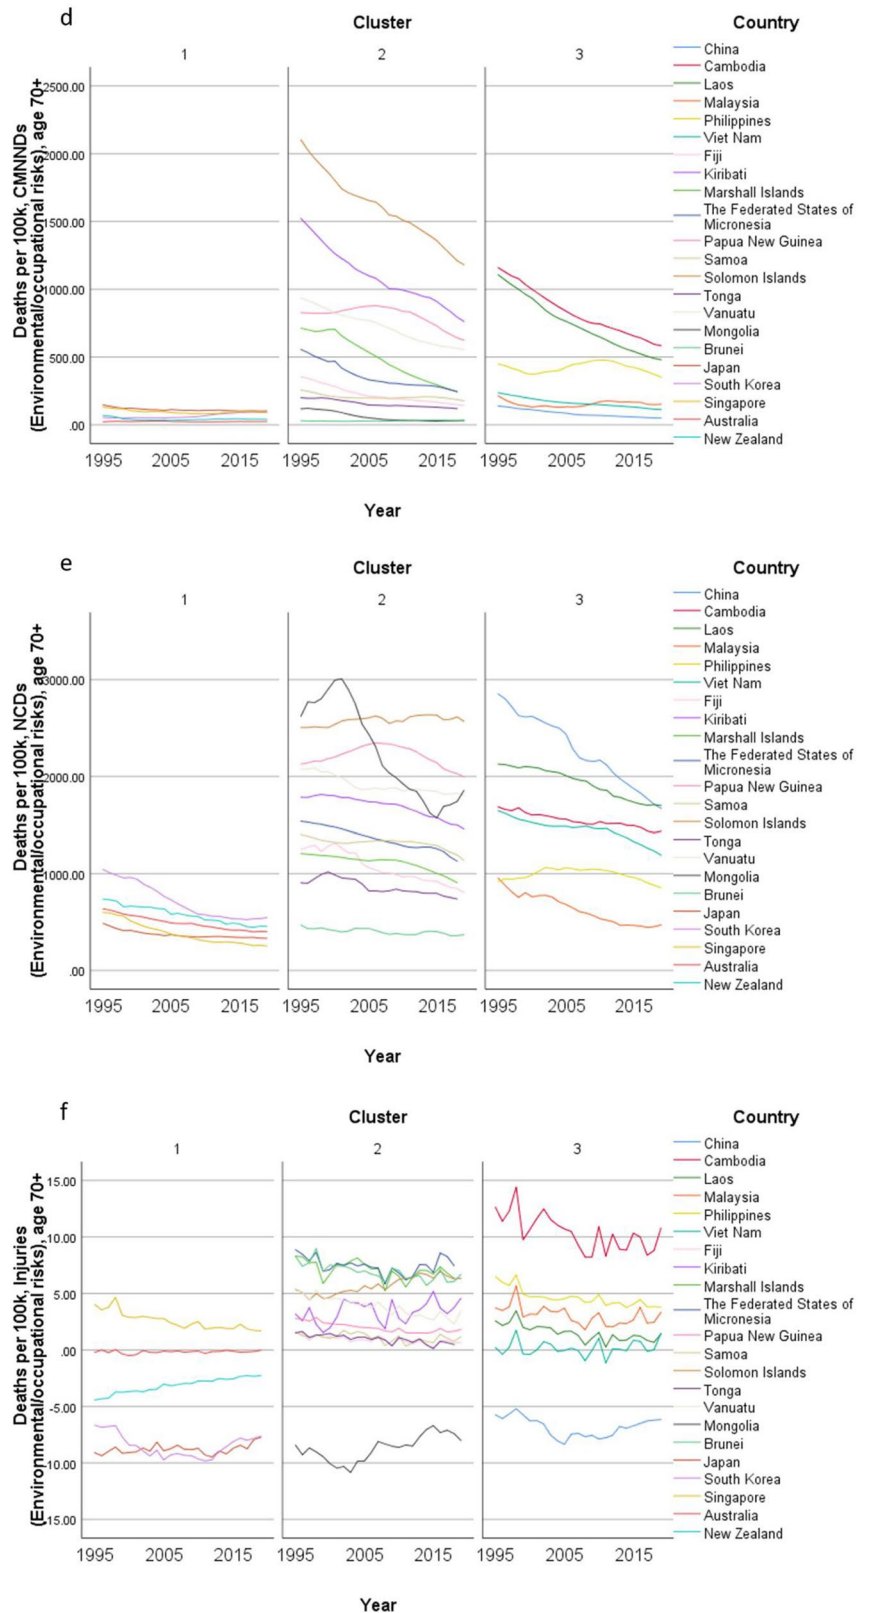 d
Cluster
Country
1
2
3
Deaths per 100k, CMNNDs
(Environmental/occupational risks), age 70+
2500.00
2000.00
1500.00
1000.00
500.00
.00
China
Cambodia
Laos
Malaysia
Philippines
Viet Nam
Fiji
Kiribati
Marshall Islands
The Federated States of
Micronesia
Papua New Guinea
Samoa
Solomon Islands
Tonga
Vanuatu
Mongolia
Brunei
Japan
South Korea
Singapore
Australia
New Zealand
1995 2005 2015 1995 2005 2015 1995 2005 2015
Year
e
Cluster
Country
1
2
3
Deaths per 100k, NCDs
(Environmental/occupational risks), age 70+
3000.00
2000.00
1000.00
.00
China
Cambodia
Laos
Malaysia
Philippines
Viet Nam
Fiji
Kiribati
Marshall Islands
The Federated States of
Micronesia
Papua New Guinea
Samoa
Solomon Islands
Tonga
Vanuatu
Mongolia
Brunei
Japan
South Korea
Singapore
Australia
New Zealand
1995 2005 2015 1995 2005 2015 1995 2005 2015
Year
f
Cluster
Country
1
2
3
Deaths per 100k, Injuries
(Environmental/occupational risks), age 70+
15.00
10.00
5.00
.00
-5.00
-10.00
-15.00
China
Cambodia
Laos
Malaysia
Philippines
Viet Nam
Fiji
Kiribati
Marshall Islands
The Federated States of
Micronesia
Papua New Guinea
Samoa
Solomon Islands
Tonga
Vanuatu
Mongolia
Brunei
Japan
South Korea
Singapore
Australia
New Zealand
1995 2005 2015 1995 2005 2015 1995 2005 2015
Year